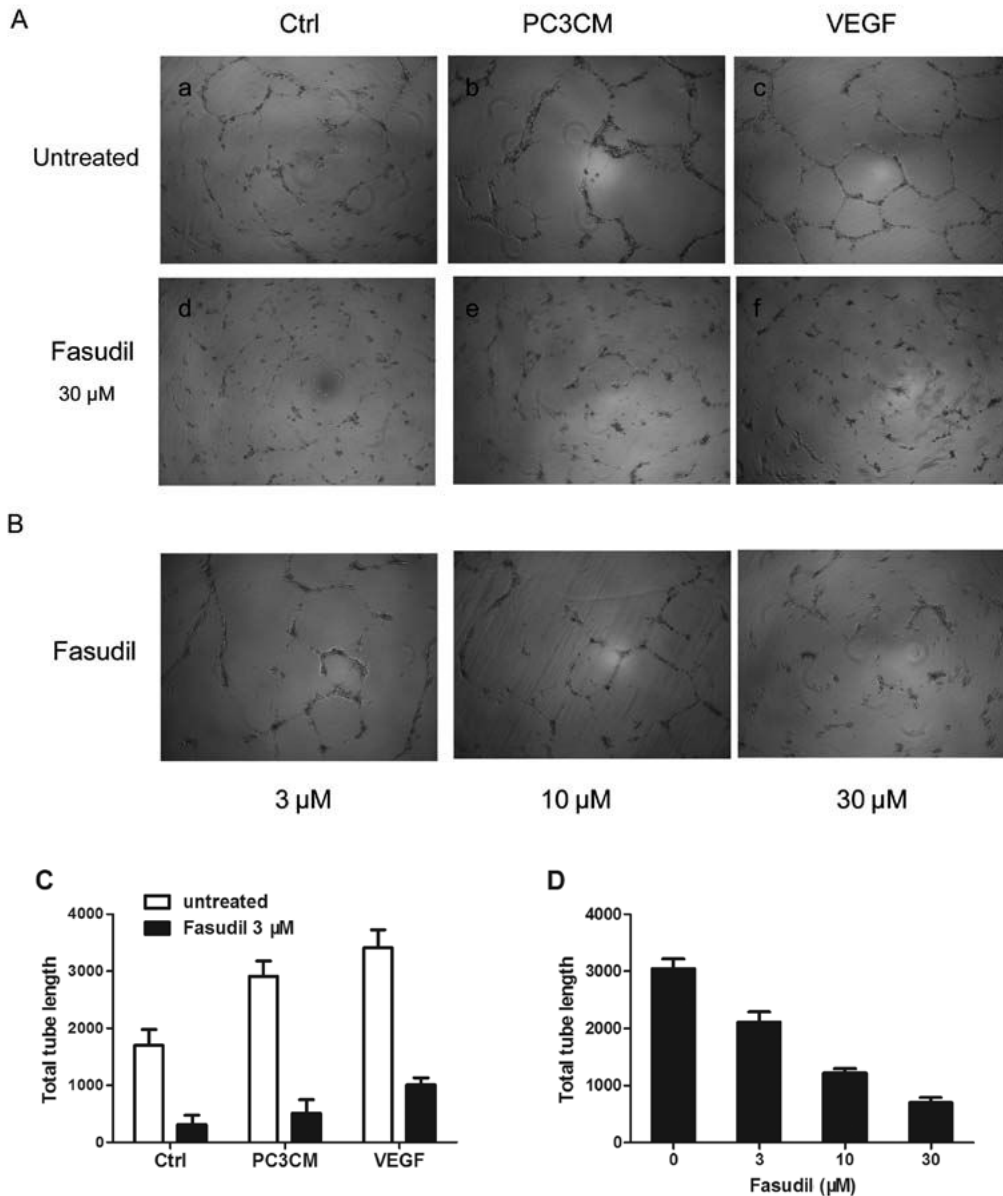 A
Ctrl PC3CM VEGF
a b c
Untreated
d e f
Fasudil
30 µM
B
Fasudil
3 µM 10 µM 30 µM
C
untreated
Fasudil 3 µM
4000
3000
2000
1000
0
Total tube length
Ctrl PC3CM VEGF
D
4000
3000
2000
1000
0
Total tube length
0 3 10 30
Fasudil (µM)